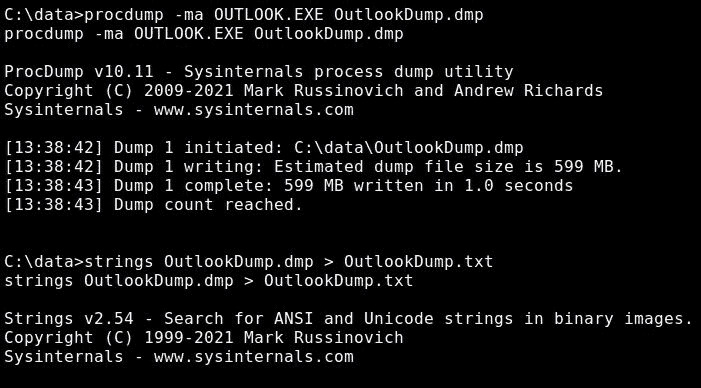 C:\data>procdump -ma OUTLOOK.EXE OutlookDump.dmp
procdump -ma OUTLOOK.EXE OutlookDump.dmp
ProcDump v10.11 - Sysinternals process dump utility
Copyright (C) 2009-2021 Mark Russinovich and Andrew Richards
Sysinternals - www.sysinternals.com
[13:38:42] Dump 1 initiated: C:\data\OutlookDump.dmp
[13:38:42] Dump 1 writing: Estimated dump file size is 599 MB.
[13:38:43] Dump 1 complete: 599 MB written in 1.0 seconds
[13:38:43] Dump count reached.
C:\data>strings OutlookDump.dmp > OutlookDump.txt
strings OutlookDump.dmp > OutlookDump.txt
Strings v2.54 - Search for ANSI and Unicode strings in binary images.
Copyright (C) 1999-2021 Mark Russinovich
Sysinternals - www.sysinternals.com